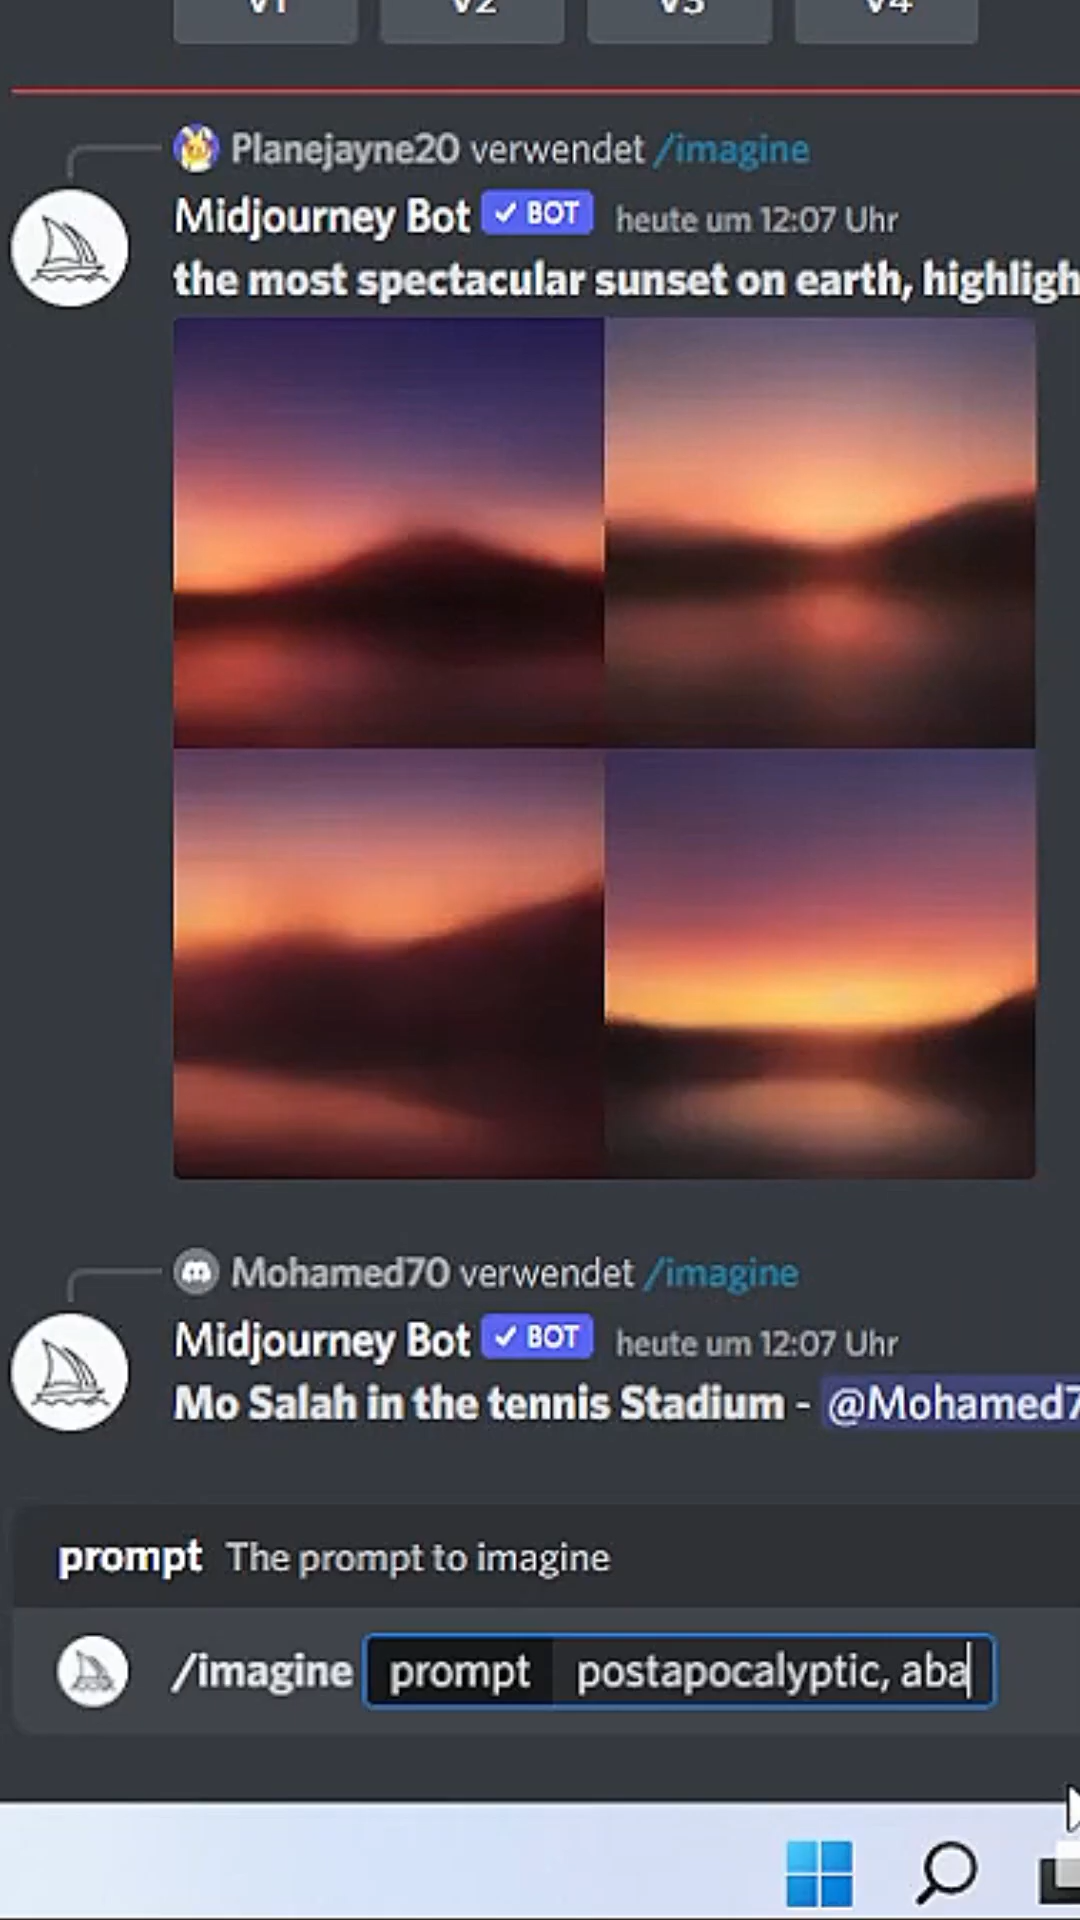 V1 V2 V3 V4
Planejayne20 verwendet /imagine
Midjourney Bot BOT heute um 12:07 Uhr
the most spectacular sunset on earth, highligh
Mohamed70 verwendet /imagine
Midjourney Bot BOT heute um 12:07 Uhr
Mo Salah in the tennis Stadium - @Mohamed7
prompt The prompt to imagine
/imagine prompt postapocalyptic, aba